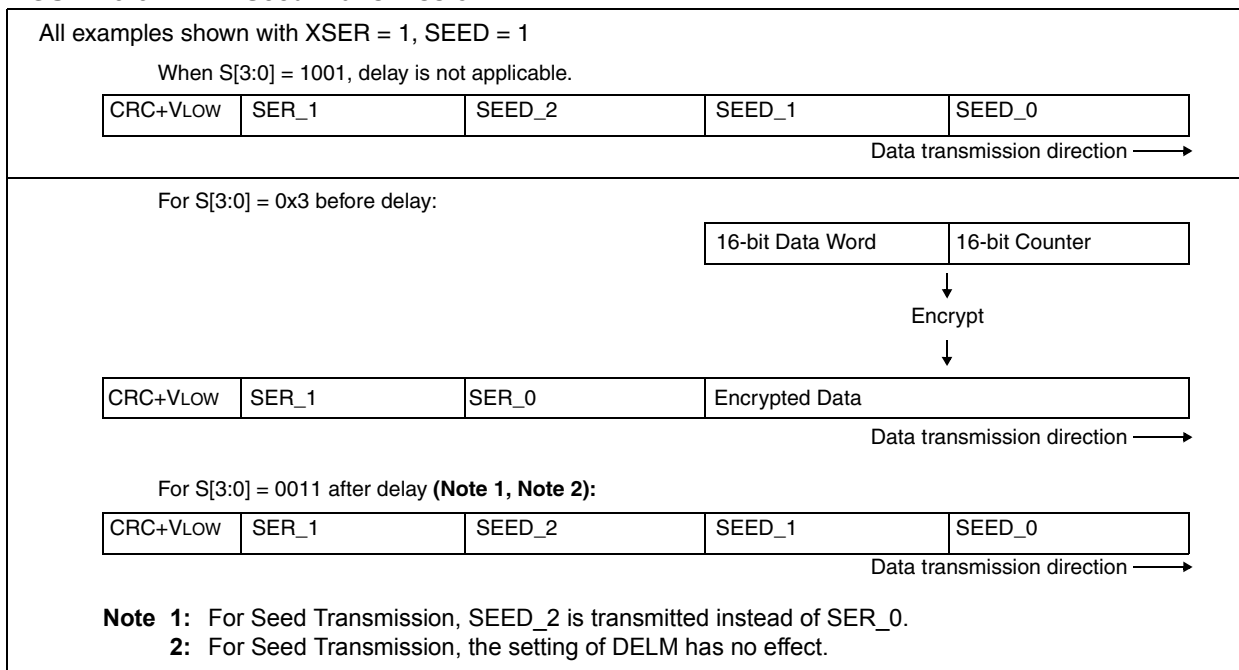 All examples shown with XSER = 1, SEED = 1
When S[3:0] = 1001, delay is not applicable.
CRC+VLOW SER_1 SEED_2 SEED_1 SEED_0
Data transmission direction
For S[3:0] = 0x3 before delay:
16-bit Data Word 16-bit Counter
Encrypt
CRC+VLOW SER_1 SER_0 Encrypted Data
Data transmission direction
For S[3:0] = 0011 after delay (Note 1, Note 2):
CRC+VLOW SER_1 SEED_2 SEED_1 SEED_0
Data transmission direction
Note 1: For Seed Transmission, SEED_2 is transmitted instead of SER_0.
2: For Seed Transmission, the setting of DELM has no effect.